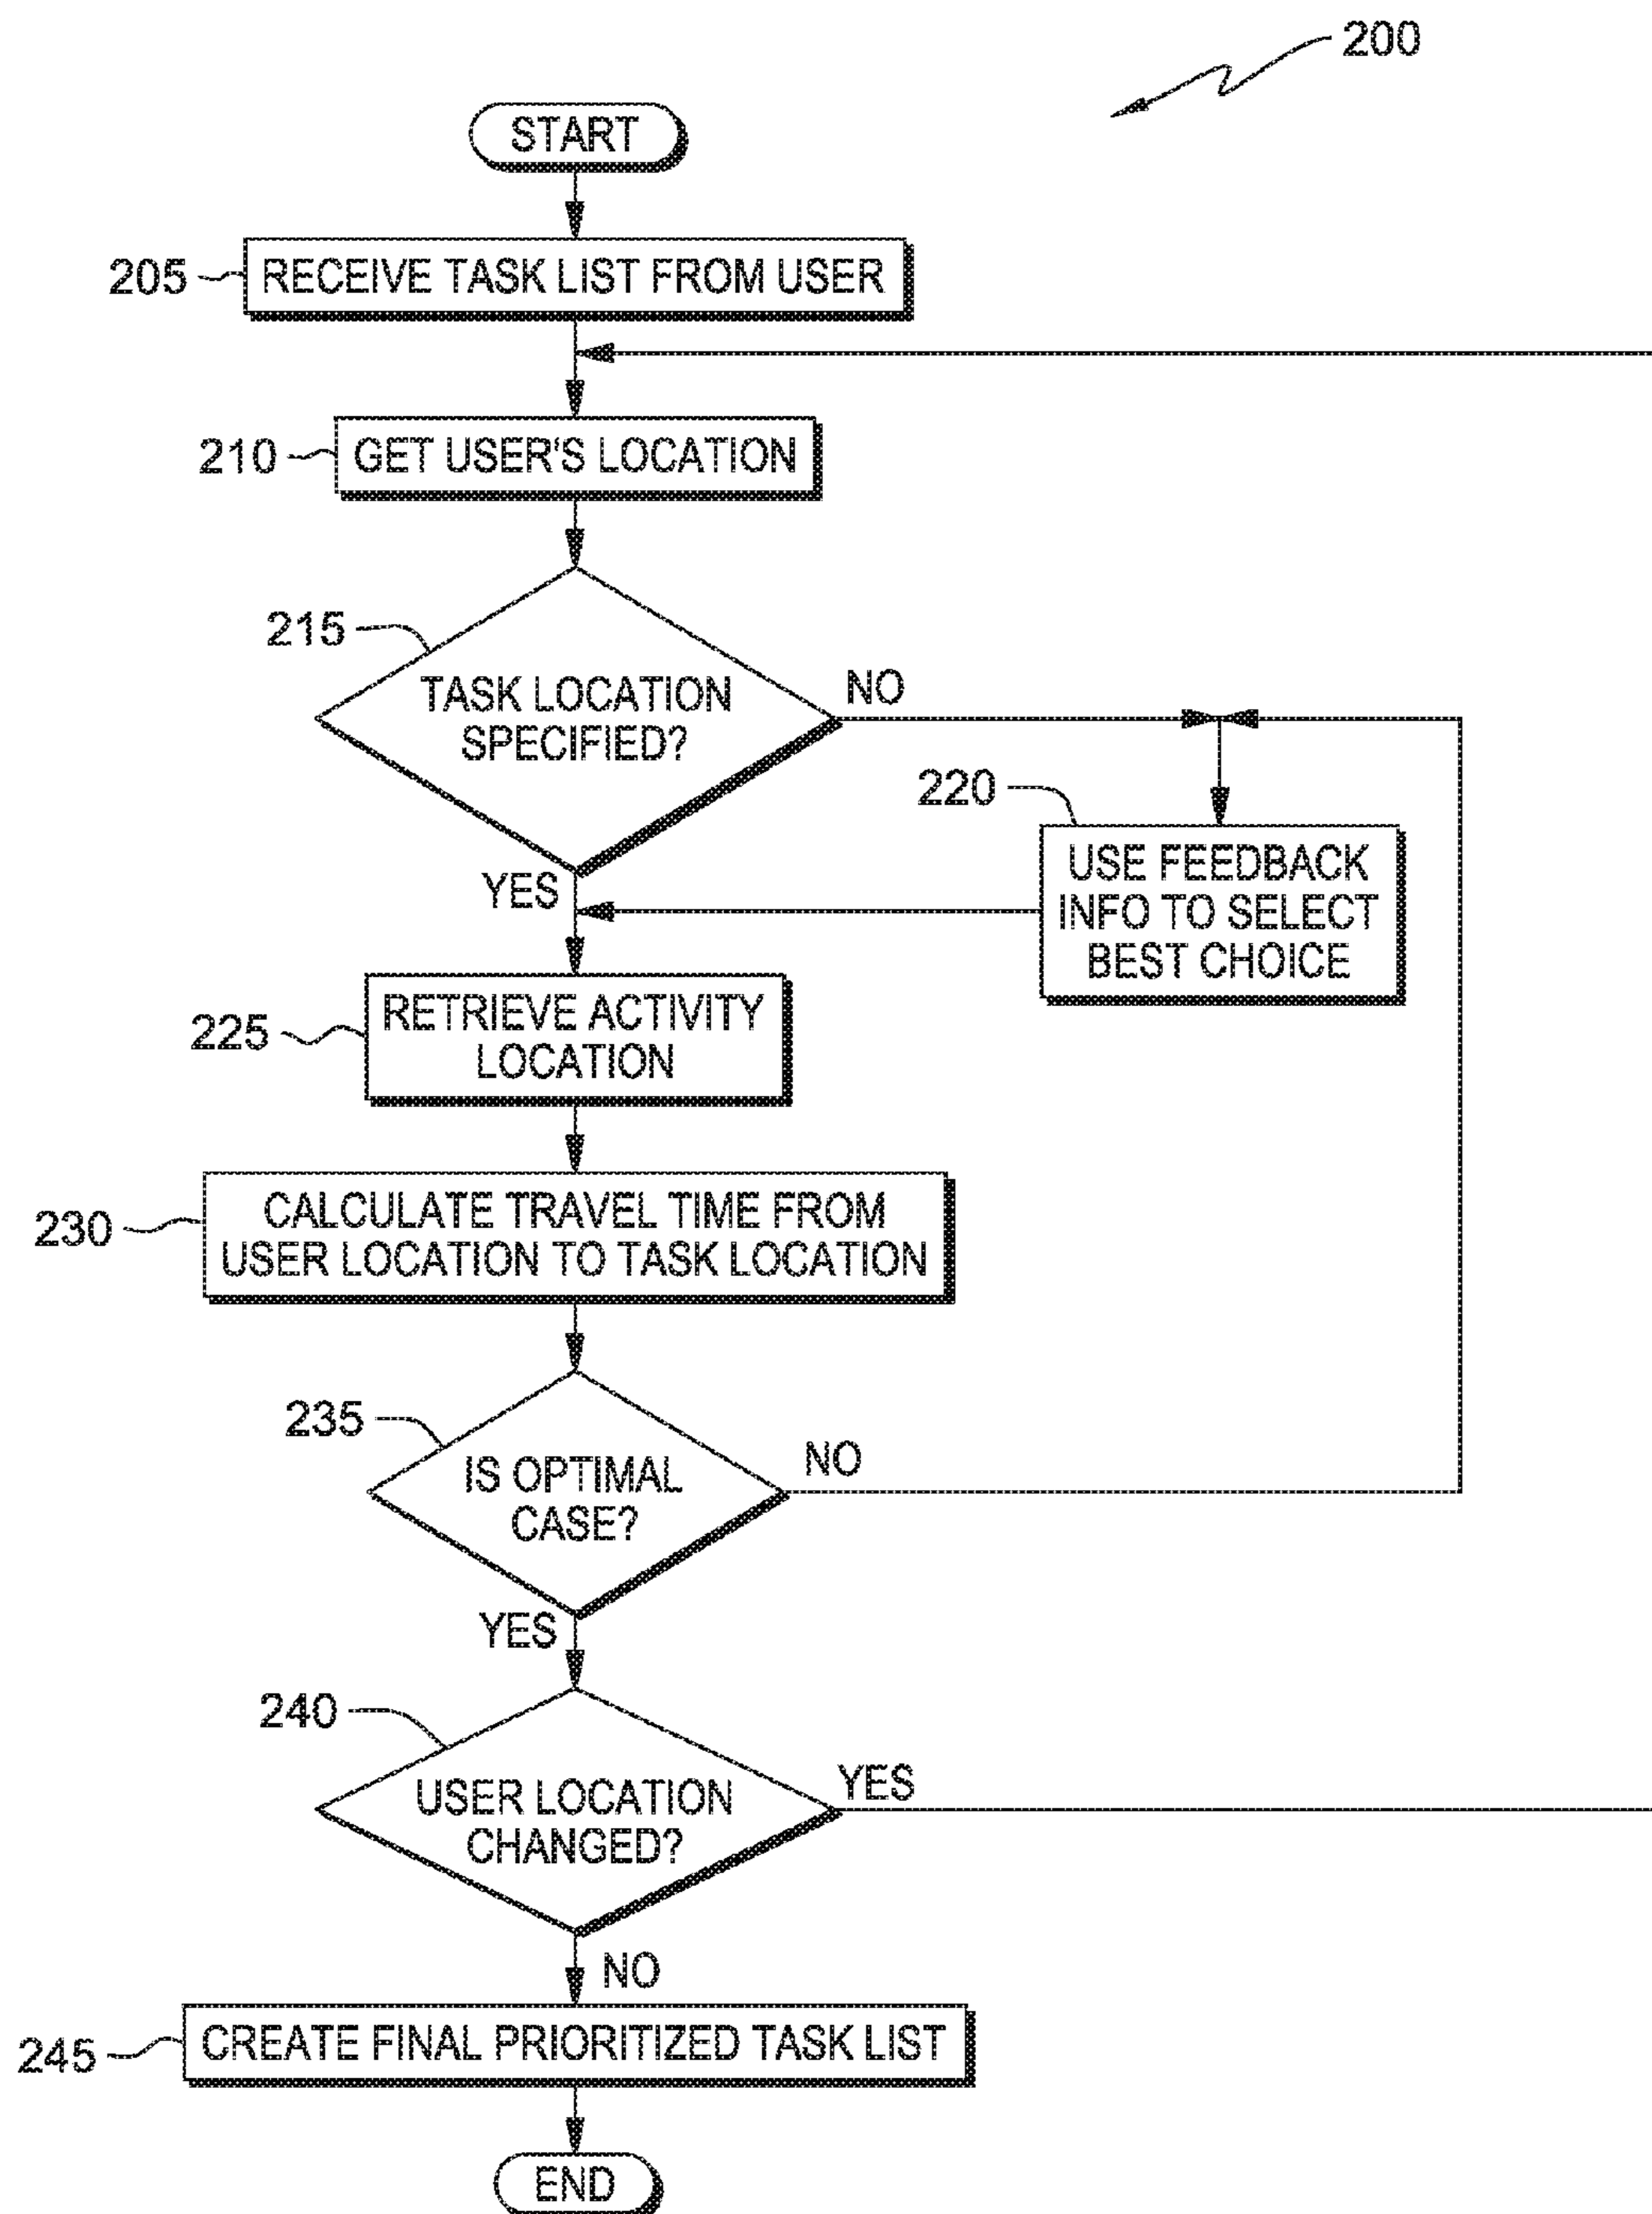 200
START
205
RECEIVE TASK LIST FROM USER
210
GET USER'S LOCATION
215
TASK LOCATION
SPECIFIED?
NO
YES
220
USE FEEDBACK
INFO TO SELECT
BEST CHOICE
225
RETRIEVE ACTIVITY
LOCATION
230
CALCULATE TRAVEL TIME FROM
USER LOCATION TO TASK LOCATION
235
IS OPTIMAL
CASE?
NO
YES
240
USER LOCATION
CHANGED?
YES
NO
245
CREATE FINAL PRIORITIZED TASK LIST
END